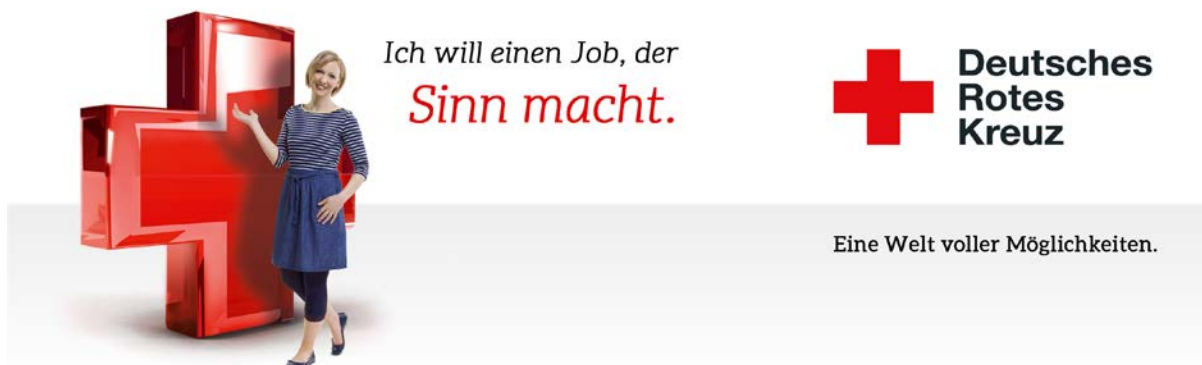 Ich will einen Job, der
Sinn macht.
Deutsches
Rotes
Kreuz
Eine Welt voller Möglichkeiten.